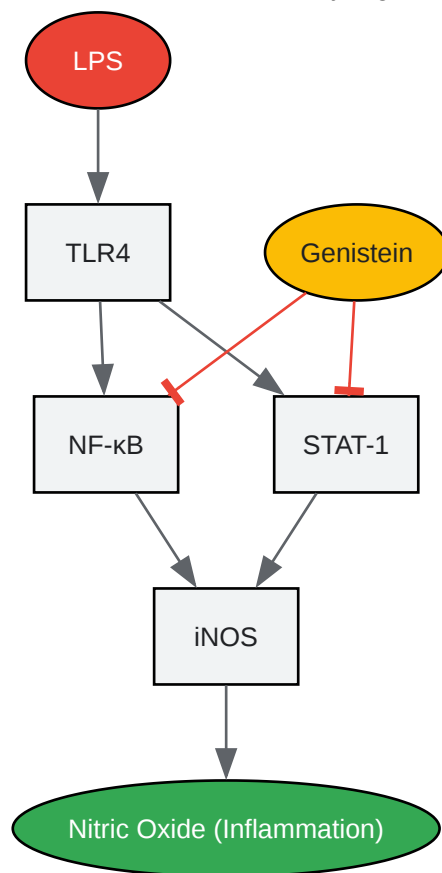 LPS
TLR4
Genistein
NF-κB
STAT-1
iNOS
Nitric Oxide (Inflammation)